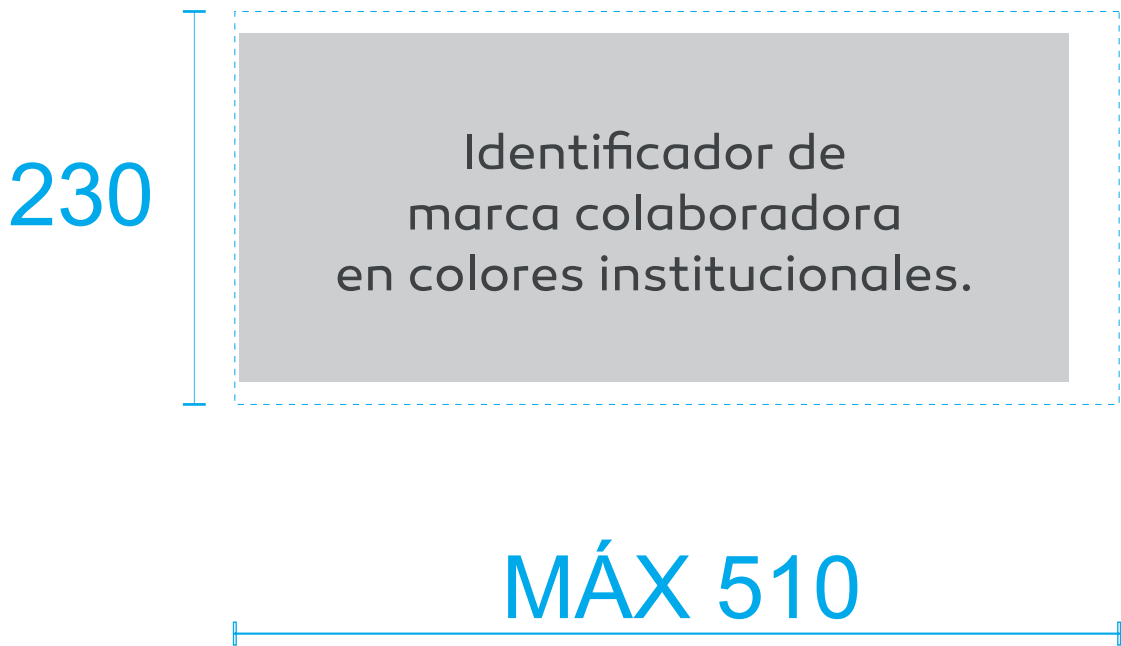 230
Identificador de
marca colaboradora
en colores institucionales.
MÁX 510